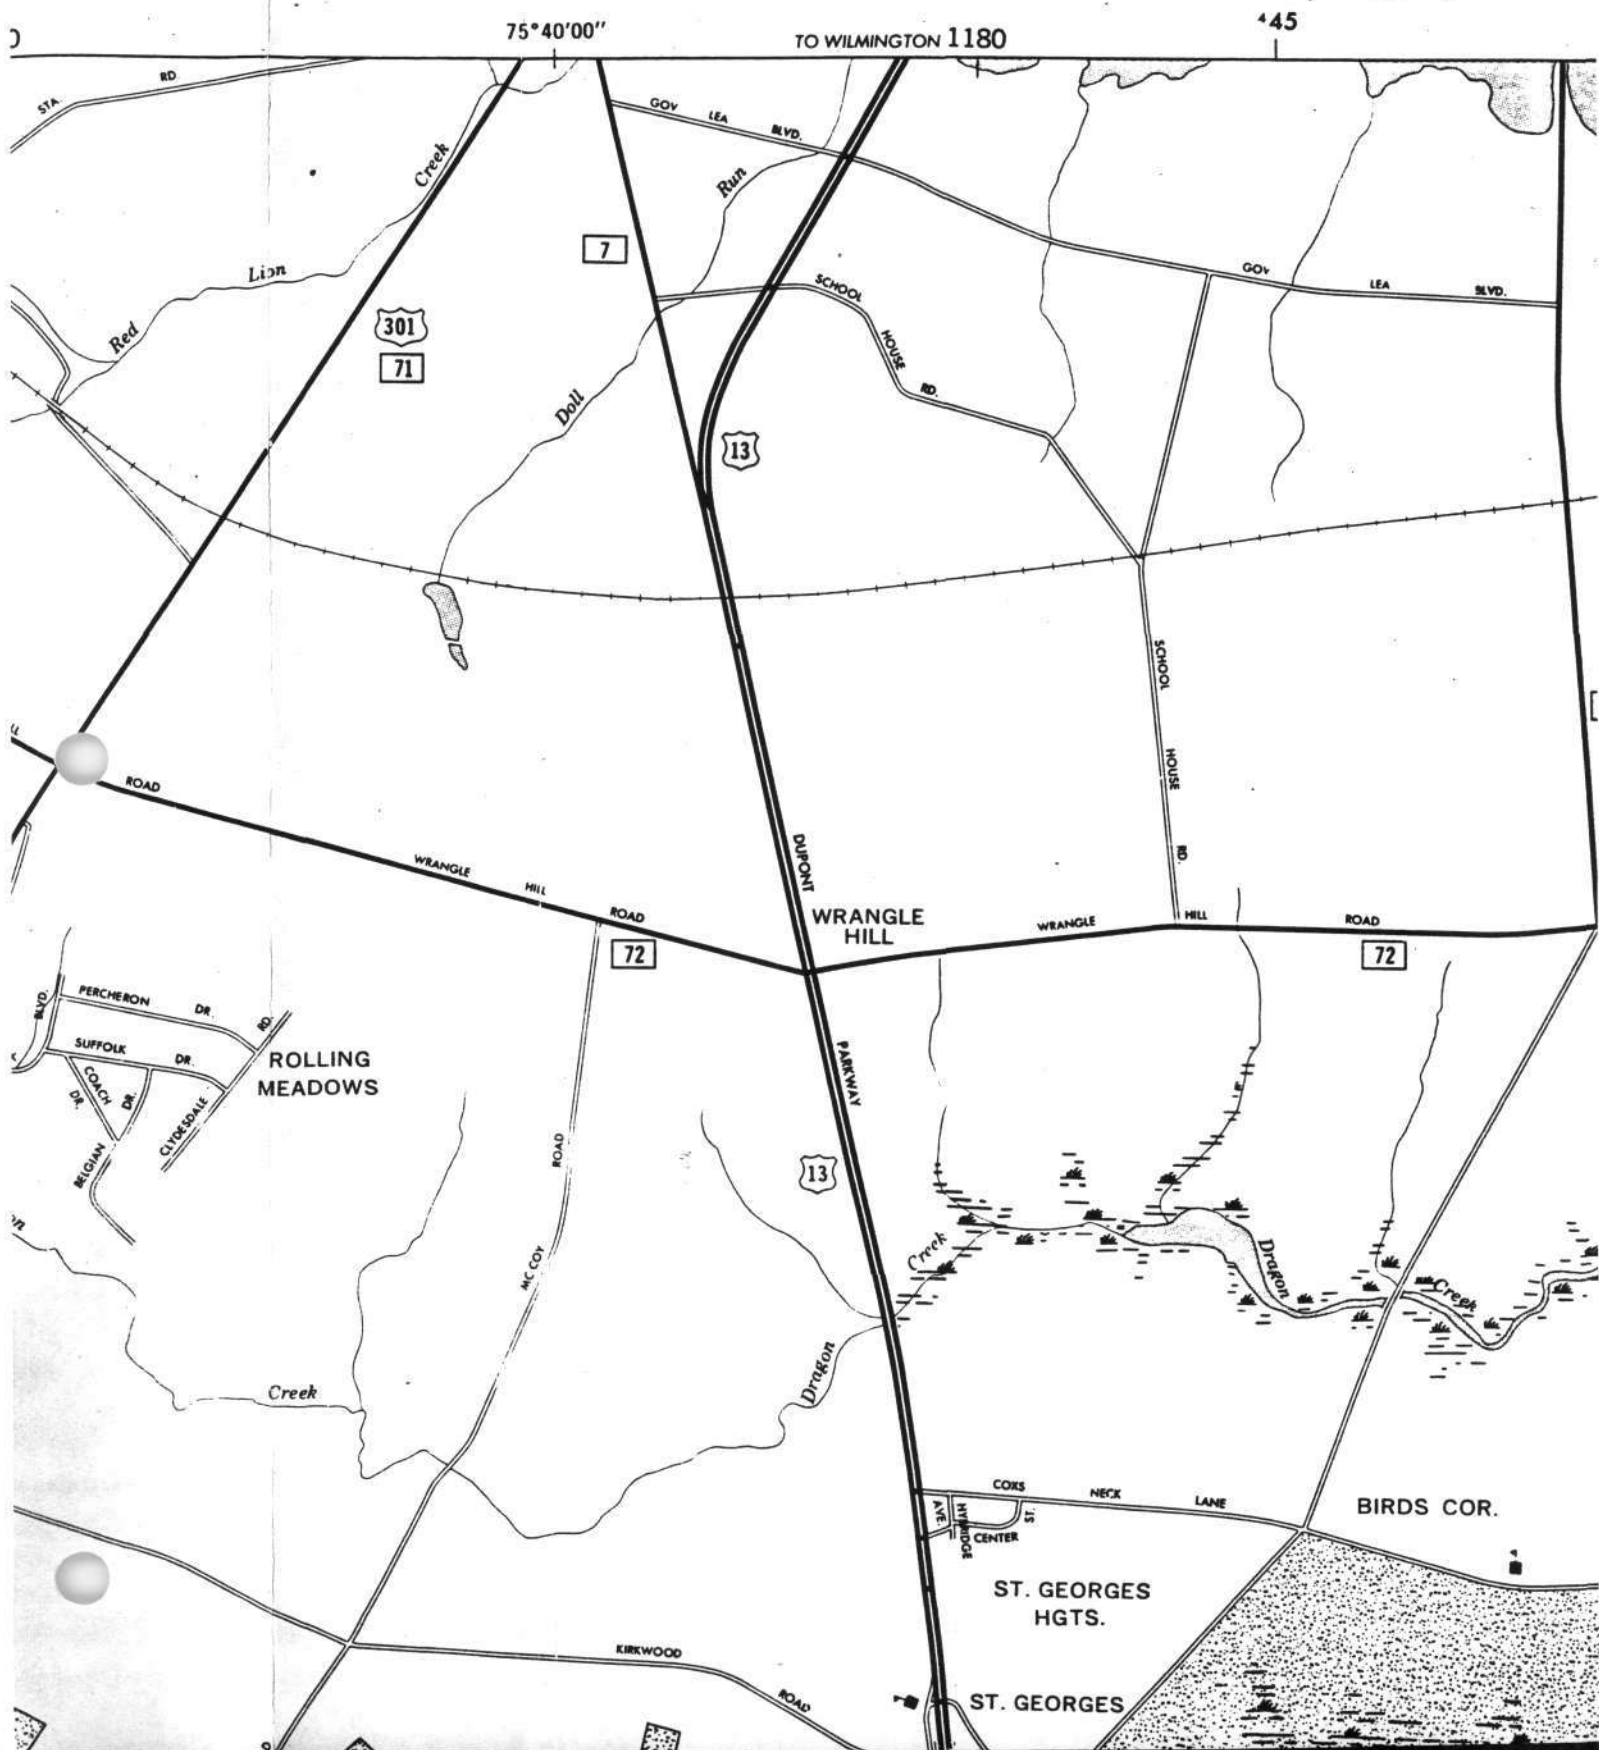 75°40'00"
TO WILMINGTON 1180
⁴45
STA. RD.
GOV LEA BLVD.
Creek
Run
7
Lion
Red
301
71
SCHOOL HOUSE RD.
GOV LEA BLVD.
Doll
13
SCHOOL HOUSE RD.
ROAD
WRANGLE HILL ROAD
72
DUPONT PARKWAY
WRANGLE
HILL
WRANGLE HILL ROAD
72
BLVD.
PERCHERON DR.
SUFFOLK DR.
COACH DR.
DR.
BELGIAN
CLYDESDALE RD.
ROLLING
MEADOWS
MC COY ROAD
13
Creek
Dragon
Creek
Creek
Dragon
COXS NECK LANE
AVE.
HYBRIDGE
CENTER ST.
BIRDS COR.
ST. GEORGES
HGTS.
KIRKWOOD ROAD
ST. GEORGES